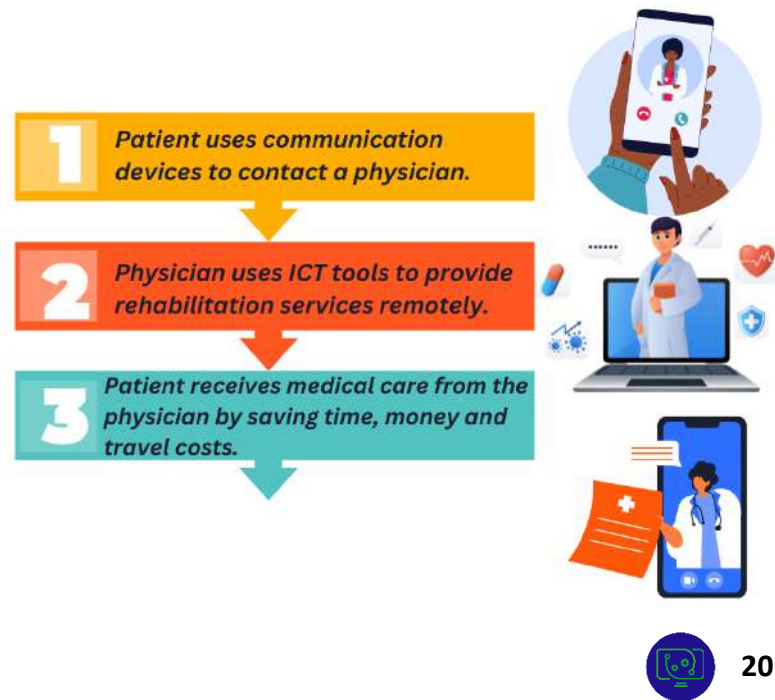 1
Patient uses communication
devices to contact a physician.
2
Physician uses ICT tools to provide
rehabilitation services remotely.
3
Patient receives medical care from the
physician by saving time, money and
travel costs.
20